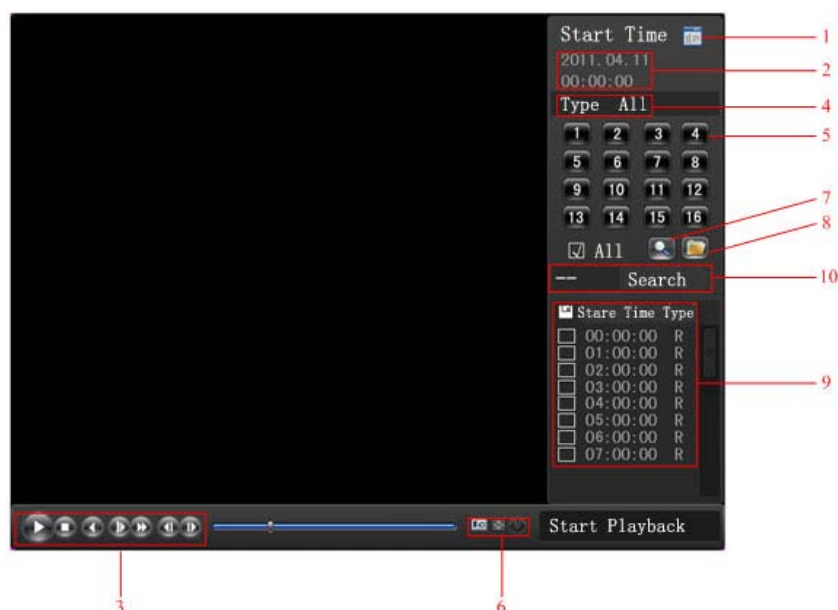 Start Time
1
2011.04.11
2
00:00:00
Type All
4
1 2 3 4
5
5 6 7 8
9 10 11 12
7
13 14 15 16
8
All
-- Search
10
Stare Time Type
00:00:00 R
01:00:00 R
02:00:00 R
03:00:00 R
9
04:00:00 R
05:00:00 R
06:00:00 R
07:00:00 R
Start Playback
3
6